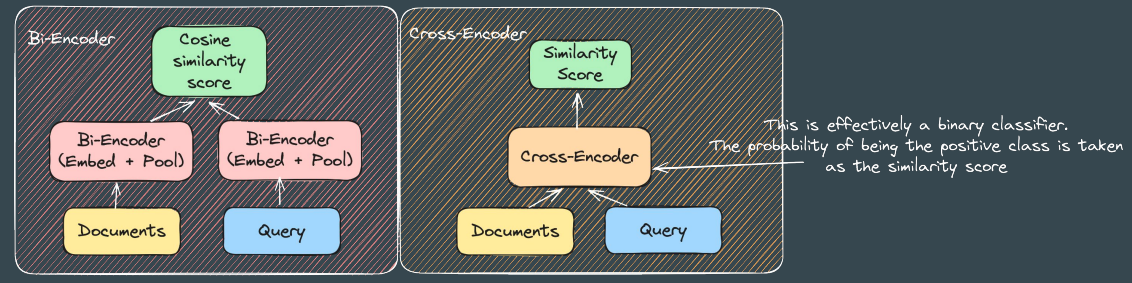 Bi-Encoder
Cosine
similarity
score
Bi-Encoder
(Embed + Pool)
Bi-Encoder
(Embed + Pool)
Documents
Query
Cross-Encoder
Similarity
Score
Cross-Encoder
Documents
Query
This is effectively a binary classifier.
The probability of being the positive class is taken
as the similarity score